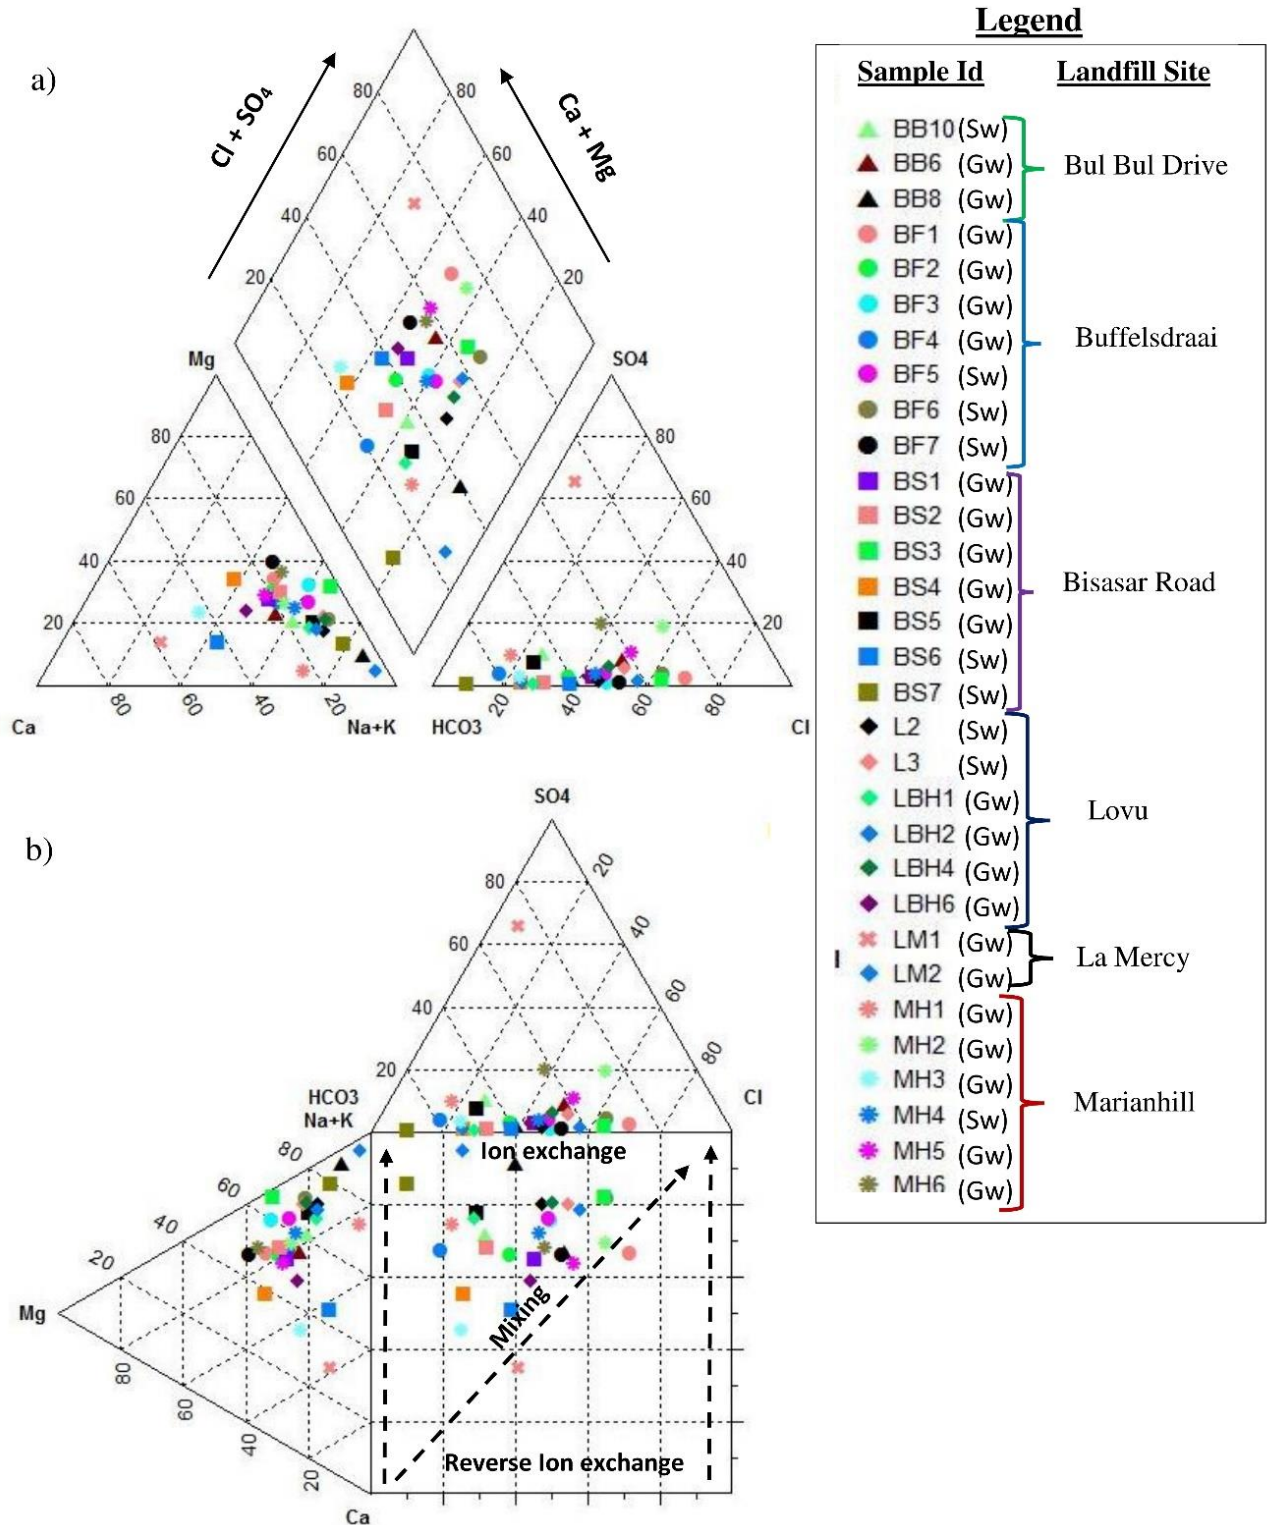 a)
Cl + SO4
Ca + Mg
80
80
60
60
40
40
20
20
Mg
SO4
80
80
60
60
40
40
20
20
80
60
40
20
20
40
60
80
Ca
Na+K
HCO3
Cl
b)
SO4
80
20
60
40
40
60
20
80
HCO3
Na+K
Cl
80
60
40
20
Mg
80
60
40
20
Ca
Ion exchange
Mixing
Reverse Ion exchange
Legend
Sample Id Landfill Site
BB10 (Sw)
BB6 (Gw) Bul Bul Drive
BB8 (Gw)
BF1 (Gw)
BF2 (Gw)
BF3 (Gw)
BF4 (Gw) Buffelsdraai
BF5 (Sw)
BF6 (Sw)
BF7 (Sw)
BS1 (Gw)
BS2 (Gw)
BS3 (Gw)
BS4 (Gw) Bisasar Road
BS5 (Gw)
BS6 (Sw)
BS7 (Sw)
L2 (Sw)
L3 (Sw)
LBH1 (Gw) Lovu
LBH2 (Gw)
LBH4 (Gw)
LBH6 (Gw)
LM1 (Gw) La Mercy
LM2 (Gw)
MH1 (Gw)
MH2 (Gw)
MH3 (Gw) Marianhill
MH4 (Sw)
MH5 (Gw)
MH6 (Gw)